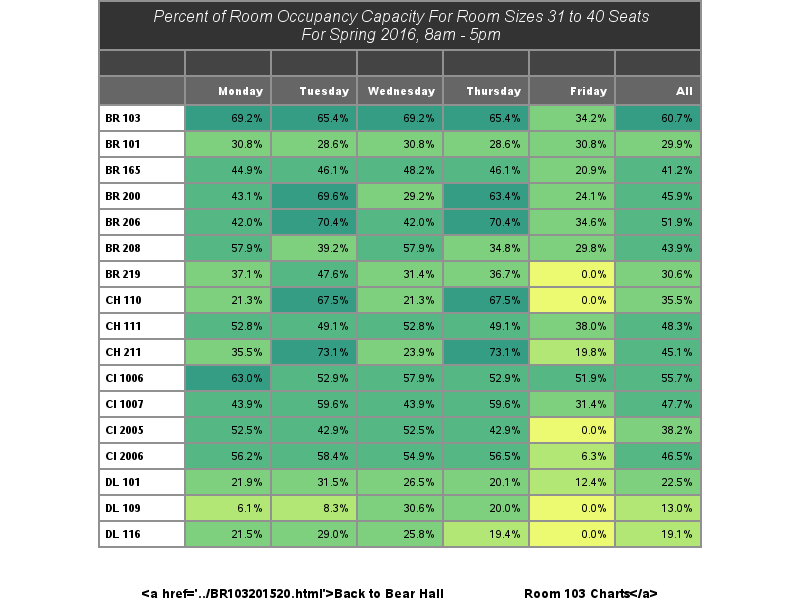 Percent of Room Occupancy Capacity For Room Sizes 31 to 40 Seats
For Spring 2016, 8am - 5pm
Monday Tuesday Wednesday Thursday Friday All
BR 103 69.2% 65.4% 69.2% 65.4% 34.2% 60.7%
BR 101 30.8% 28.6% 30.8% 28.6% 30.8% 29.9%
BR 165 44.9% 46.1% 48.2% 46.1% 20.9% 41.2%
BR 200 43.1% 69.6% 29.2% 63.4% 24.1% 45.9%
BR 206 42.0% 70.4% 42.0% 70.4% 34.6% 51.9%
BR 208 57.9% 39.2% 57.9% 34.8% 29.8% 43.9%
BR 219 37.1% 47.6% 31.4% 36.7% 0.0% 30.6%
CH 110 21.3% 67.5% 21.3% 67.5% 0.0% 35.5%
CH 111 52.8% 49.1% 52.8% 49.1% 38.0% 48.3%
CH 211 35.5% 73.1% 23.9% 73.1% 19.8% 45.1%
CI 1006 63.0% 52.9% 57.9% 52.9% 51.9% 55.7%
CI 1007 43.9% 59.6% 43.9% 59.6% 31.4% 47.7%
CI 2005 52.5% 42.9% 52.5% 42.9% 0.0% 38.2%
CI 2006 56.2% 58.4% 54.9% 56.5% 6.3% 46.5%
DL 101 21.9% 31.5% 26.5% 20.1% 12.4% 22.5%
DL 109 6.1% 8.3% 30.6% 20.0% 0.0% 13.0%
DL 116 21.5% 29.0% 25.8% 19.4% 0.0% 19.1%
<a href='../BR103201520.html'>Back to Bear Hall Room 103 Charts</a>